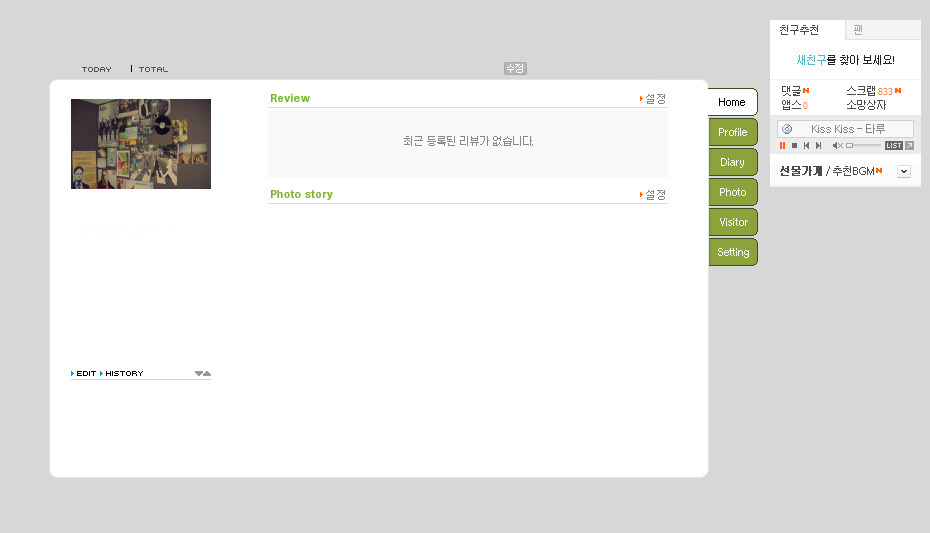 친구추천 팬
새친구를 찾아 보세요!
TODAY TOTAL 수정
댓글 N 스크랩 833 N
앱스 0 소망상자
Review 설정
Home
Kiss Kiss - 타루
Profile
최근 등록된 리뷰가 없습니다.
LIST
Diary
선물가게 / 추천BGM N
Photo story 설정
Photo
Visitor
Setting
EDIT HISTORY